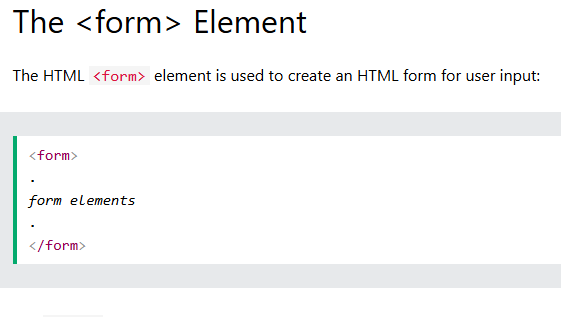 The <form> Element
The HTML <form> element is used to create an HTML form for user input:
<form>
.
form elements
.
</form>